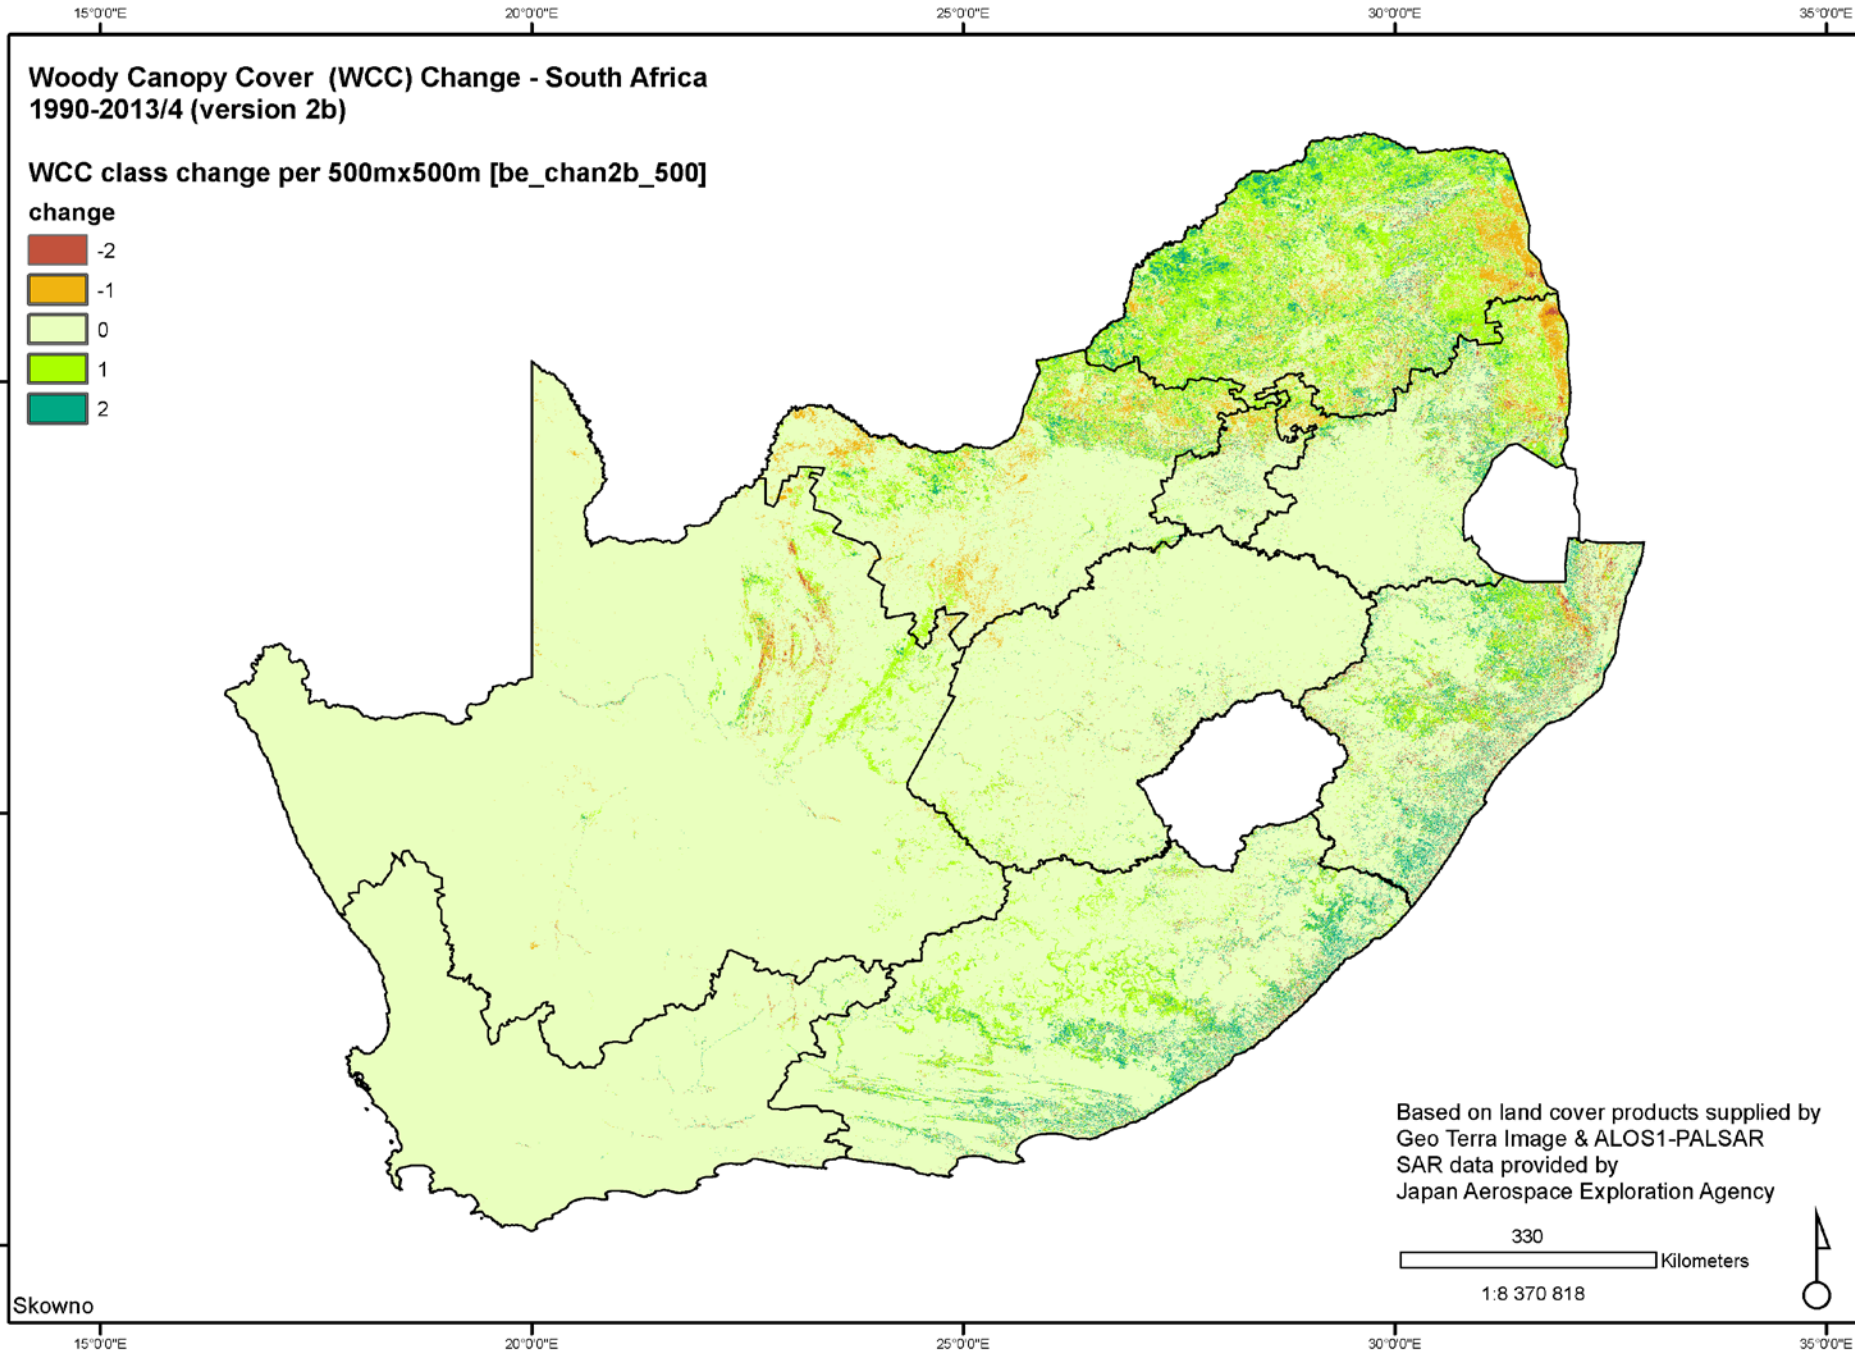 15°0'0"E 20°0'0"E 25°0'0"E 30°0'0"E 35°0'0"E
Woody Canopy Cover (WCC) Change - South Africa
1990-2013/4 (version 2b)
WCC class change per 500mx500m [be_chan2b_500]
change
-2
-1
0
1
2
Based on land cover products supplied by
Geo Terra Image & ALOS1-PALSAR
SAR data provided by
Japan Aerospace Exploration Agency
330
Kilometers
1:8 370 818
Skowno
15°0'0"E 20°0'0"E 25°0'0"E 30°0'0"E 35°0'0"E